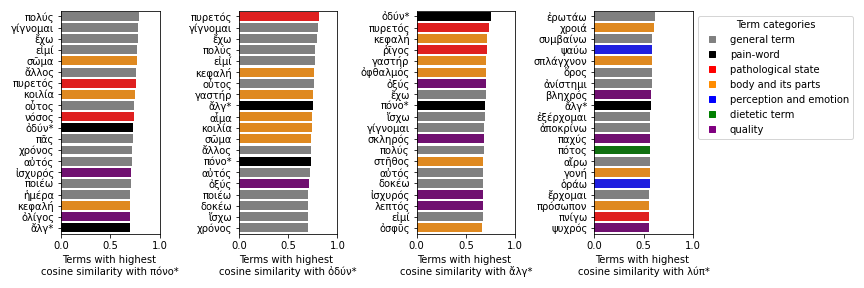 πολύς
γίγνομαι
ἔχω
εἰμί
σῶμα
ἄλλος
πυρετός
κοιλία
οὗτος
νόσος
ὀδύν*
πᾶς
χρόνος
αὐτός
ἰσχυρός
ποιέω
ἡμέρα
κεφαλή
ὀλίγος
ἄλγ*
0.0 0.5 1.0
Terms with highest
cosine similarity with πόνο*
πυρετός
γίγνομαι
ἔχω
πολύς
εἰμί
κεφαλή
οὗτος
γαστήρ
ἄλγ*
αἷμα
κοιλία
σῶμα
ἄλλος
πόνο*
αὐτός
ὀξύς
ποιέω
δοκέω
ἴσχω
χρόνος
0.0 0.5 1.0
Terms with highest
cosine similarity with ὀδύν*
ὀδύν*
πυρετός
κεφαλή
ῥῖγος
γαστήρ
ὀφθαλμός
ὀξύς
ἔχω
πόνο*
ἴσχω
γίγνομαι
σκληρός
πολύς
στῆθος
αὐτός
δοκέω
ἰσχυρός
λεπτός
εἰμί
ὀσφῦς
0.0 0.5 1.0
Terms with highest
cosine similarity with ἄλγ*
ἐρωτάω
χροιά
συμβαίνω
ψαύω
σπλάγχνον
ὄρος
ἀνίστημι
βληχρός
ἄλγ*
ἐξέρχομαι
ἀποκρίνω
παχύς
πότος
αἴρω
γονή
ὁράω
ἔρχομαι
πρόσωπον
πνίγω
ψυχρός
0.0 0.5 1.0
Terms with highest
cosine similarity with λύπ*
Term categories
general term
pain-word
pathological state
body and its parts
perception and emotion
dietetic term
quality